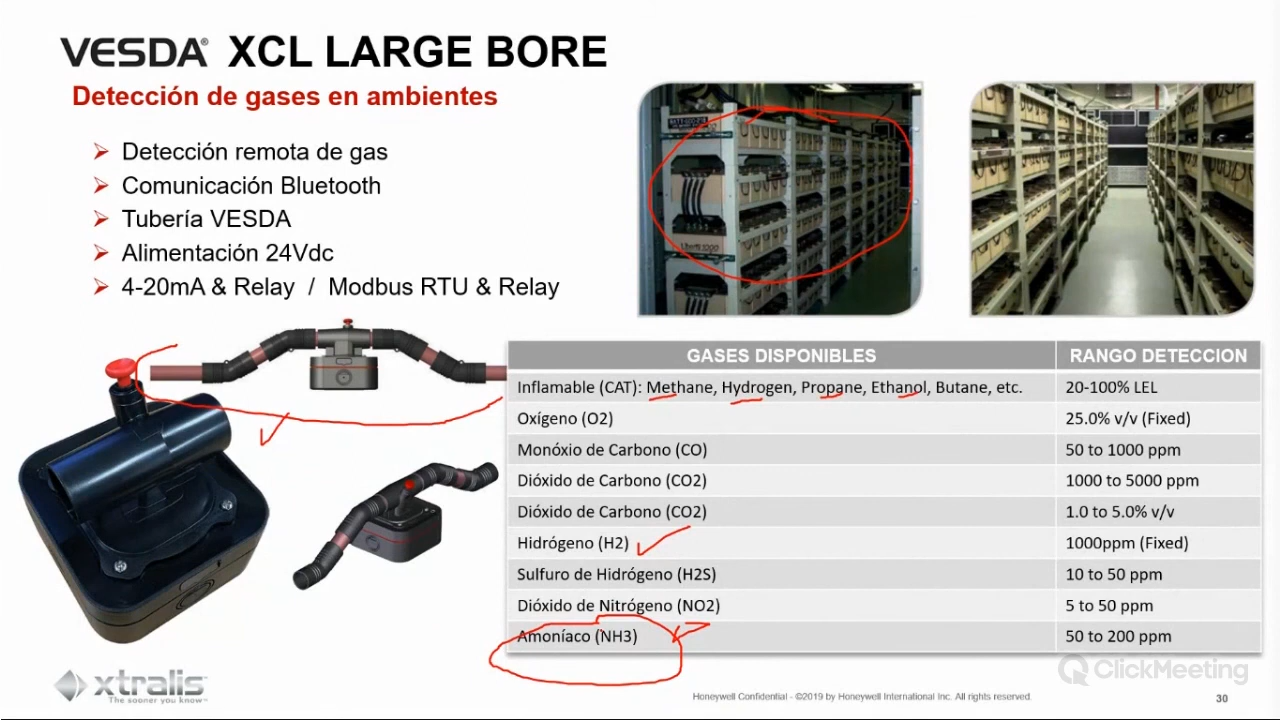 VESDA® XCL LARGE BORE
Detección de gases en ambientes
Detección remota de gas
Comunicación Bluetooth
Tubería VESDA
Alimentación 24Vdc
4-20mA & Relay / Modbus RTU & Relay
GASES DISPONIBLES RANGO DETECCION
Inflamable (CAT): Methane, Hydrogen, Propane, Ethanol, Butane, etc. 20-100% LEL
Oxígeno (O2) 25.0% v/v (Fixed)
Monóxio de Carbono (CO) 50 to 1000 ppm
Dióxido de Carbono (CO2) 1000 to 5000 ppm
Dióxido de Carbono (CO2) 1.0 to 5.0% v/v
Hidrógeno (H2) 1000ppm (Fixed)
Sulfuro de Hidrógeno (H2S) 10 to 50 ppm
Dióxido de Nitrógeno (NO2) 5 to 50 ppm
Amoníaco (NH3) 50 to 200 ppm
ClickMeeting
xtralis™
The sooner you know™
Honeywell Confidential - ©2019 by Honeywell International Inc. All rights reserved.
30